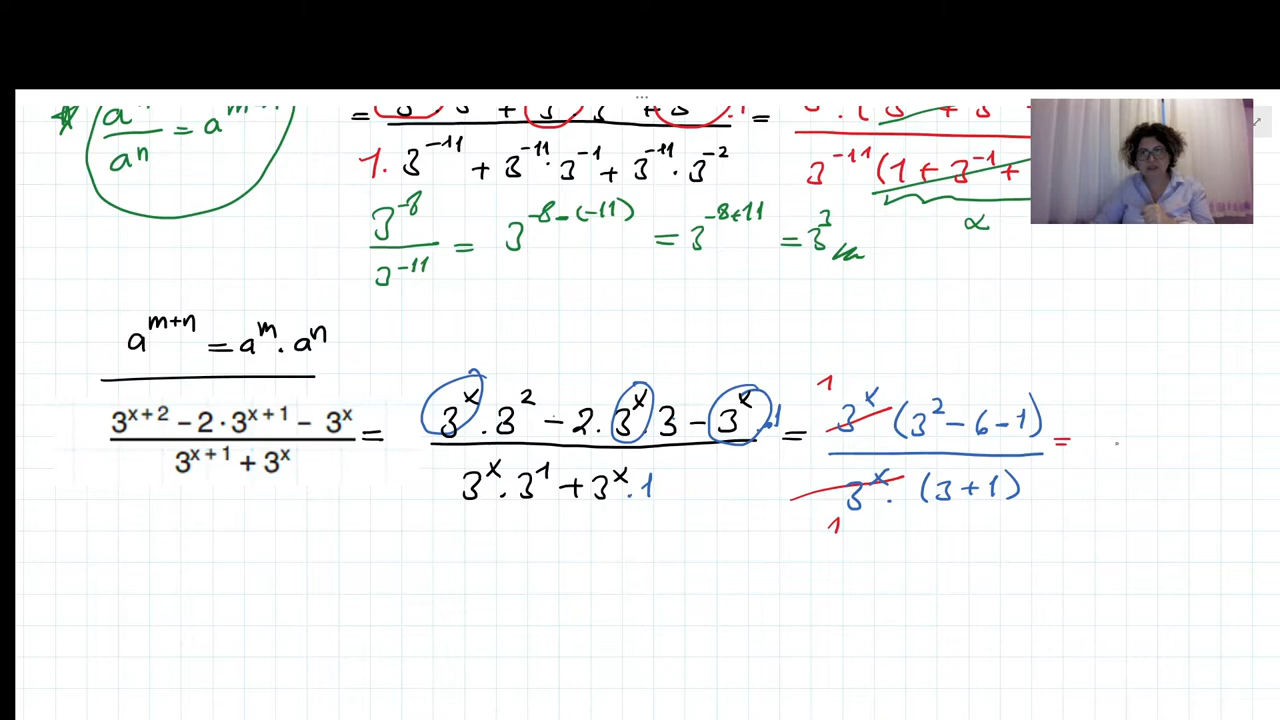 a^n/a^n = a^(m+n)
= + + . 1 =
1 . 3^-11 + 3^-11 . 3^-1 + 3^-11 . 3^-2
3^-11 (1 + 3^-1 +
α
3^-8/3^-11 = 3^(-8-(-11)) = 3^(-8+11) = 3^3
a^(m+n) = a^m . a^n
(3^(x+2) - 2 · 3^(x+1) - 3^x)/(3^(x+1) + 3^x) = (3^x . 3^2 - 2 . 3^x 3 - 3^x . 1)/(3^x . 3^1 + 3^x . 1) = (3^x (3^2 - 6 - 1))/(3^x . (3 + 1)) =
1
1